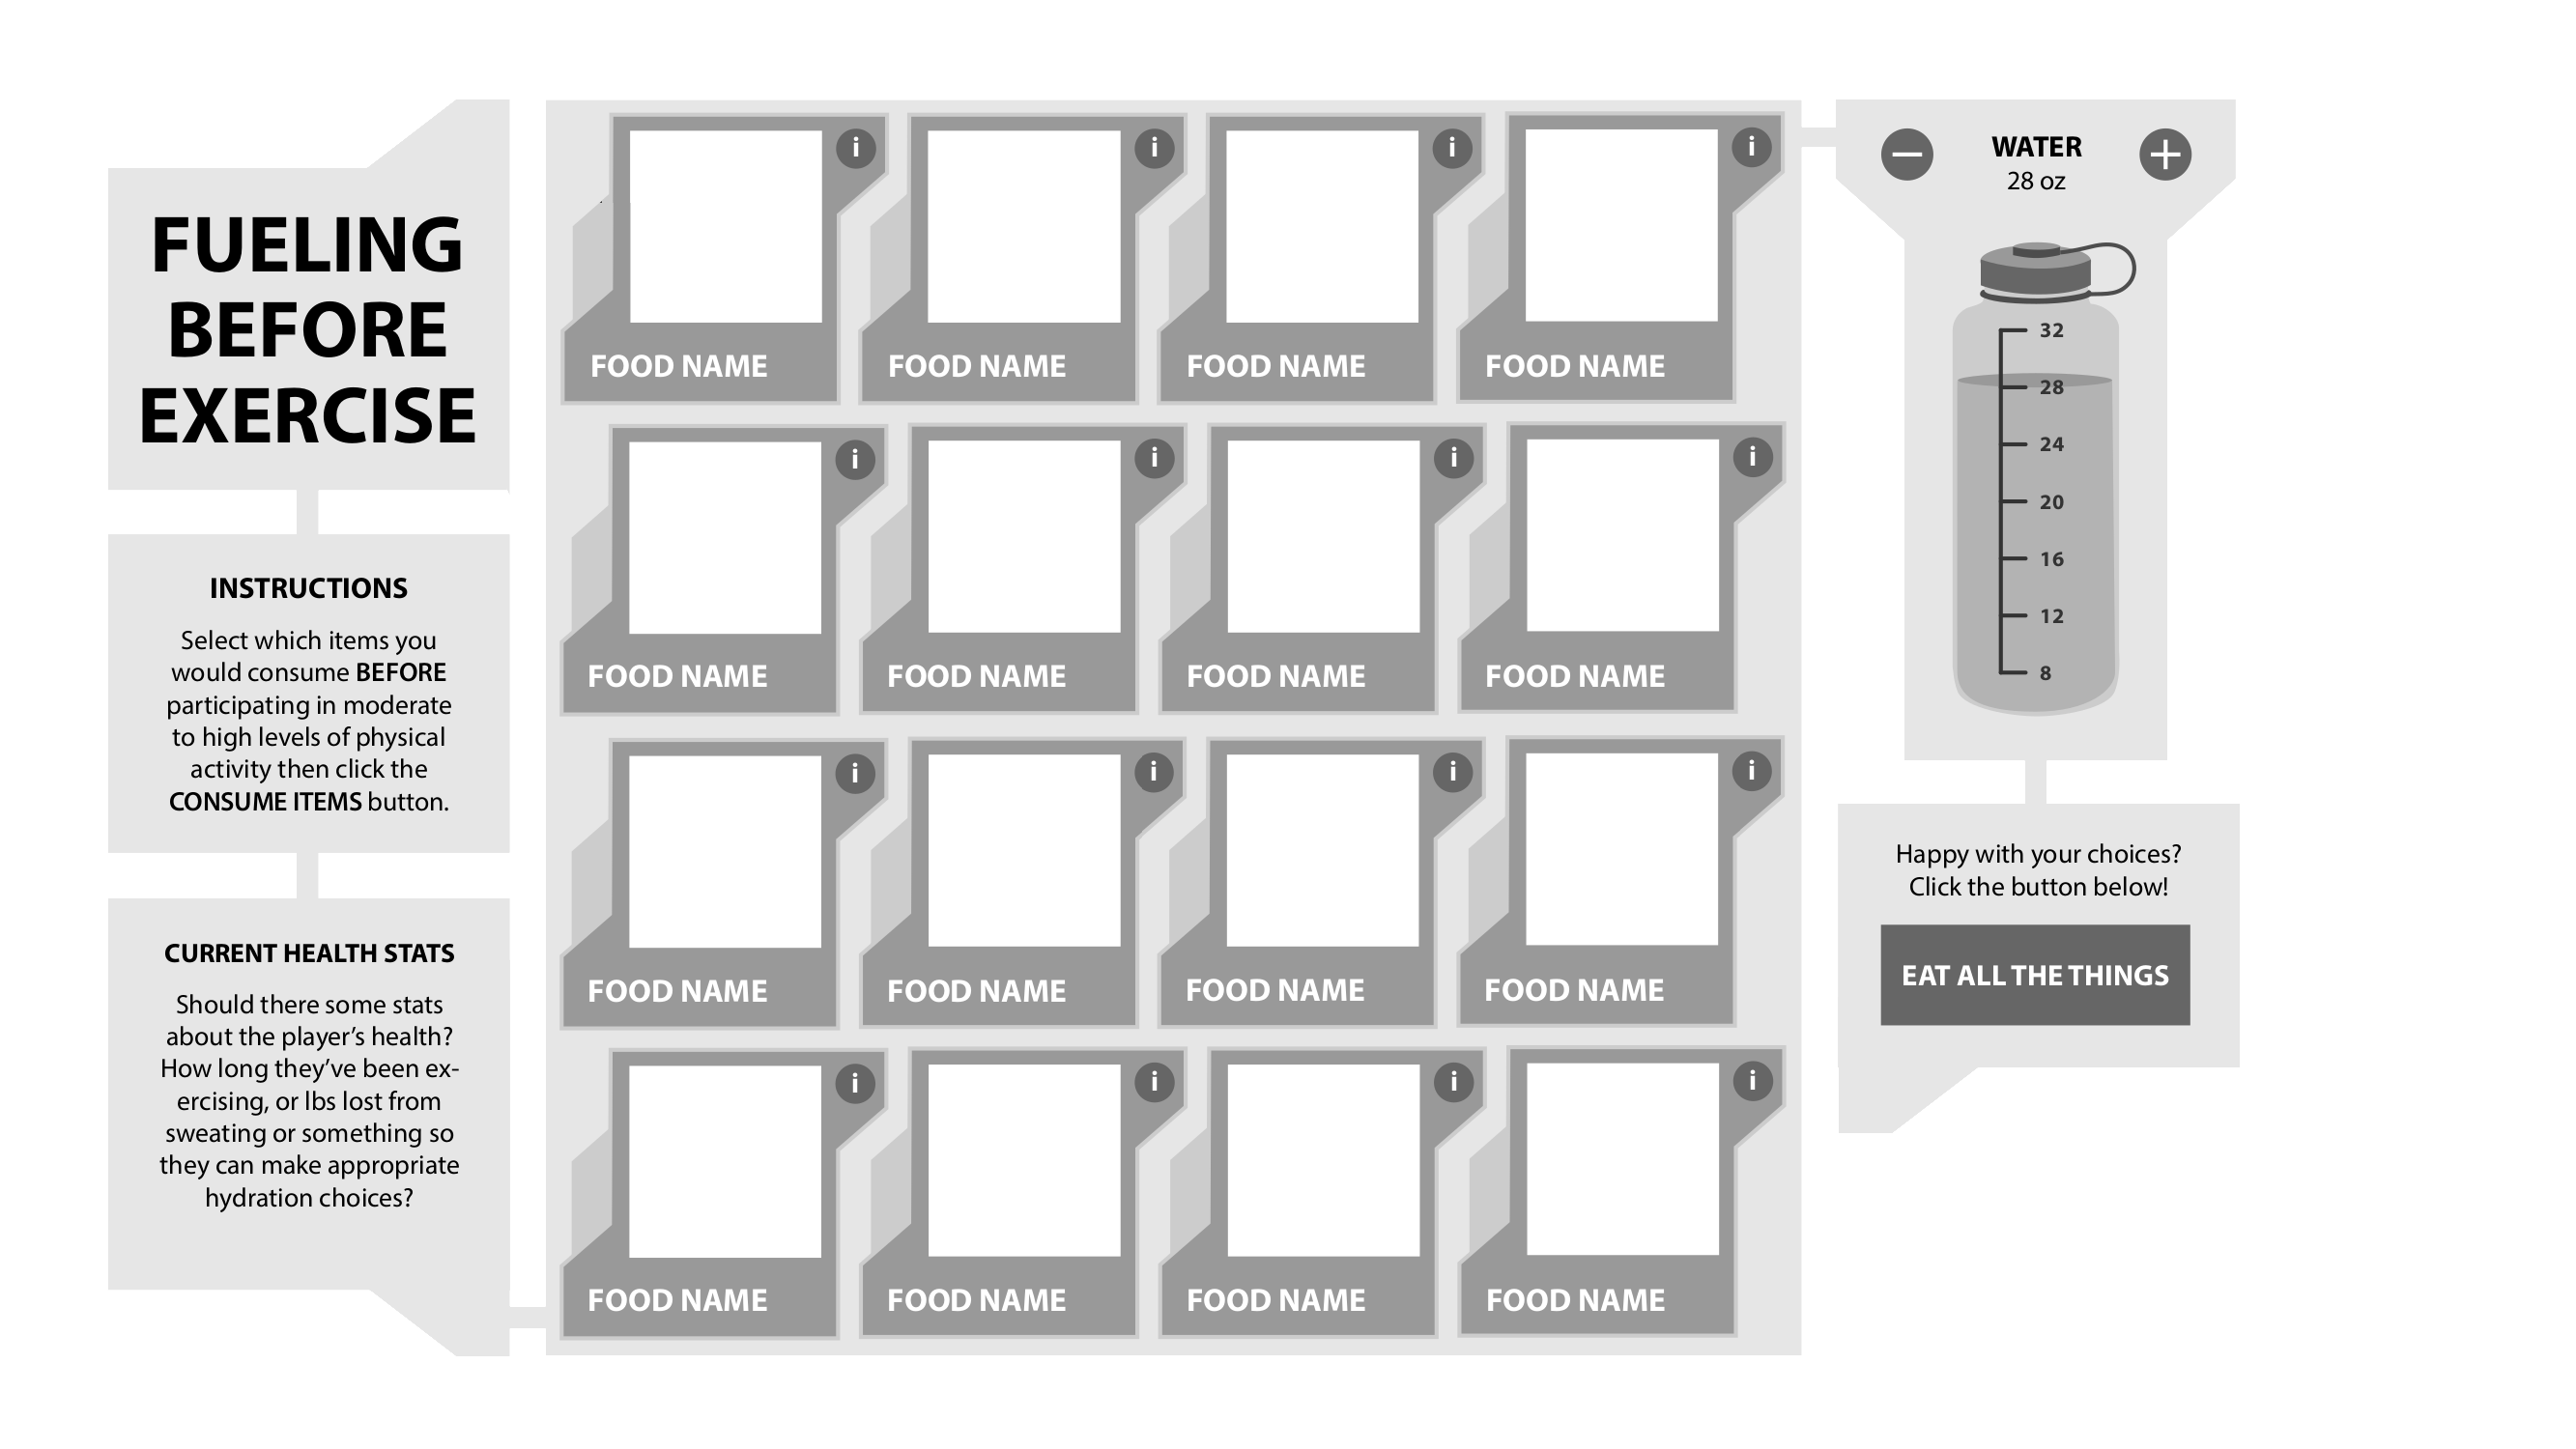 FUELING
BEFORE
EXERCISE
INSTRUCTIONS
Select which items you
would consume BEFORE
participating in moderate
to high levels of physical
activity then click the
CONSUME ITEMS button.
CURRENT HEALTH STATS
Should there some stats
about the player's health?
How long they've been ex-
ercising, or lbs lost from
sweating or something so
they can make appropriate
hydration choices?
i
i
i
i
FOOD NAME
FOOD NAME
FOOD NAME
FOOD NAME
i
i
i
i
FOOD NAME
FOOD NAME
FOOD NAME
FOOD NAME
i
i
i
i
FOOD NAME
FOOD NAME
FOOD NAME
FOOD NAME
i
i
i
i
FOOD NAME
FOOD NAME
FOOD NAME
FOOD NAME
WATER
28 oz
32
28
24
20
16
12
8
Happy with your choices?
Click the button below!
EAT ALL THE THINGS